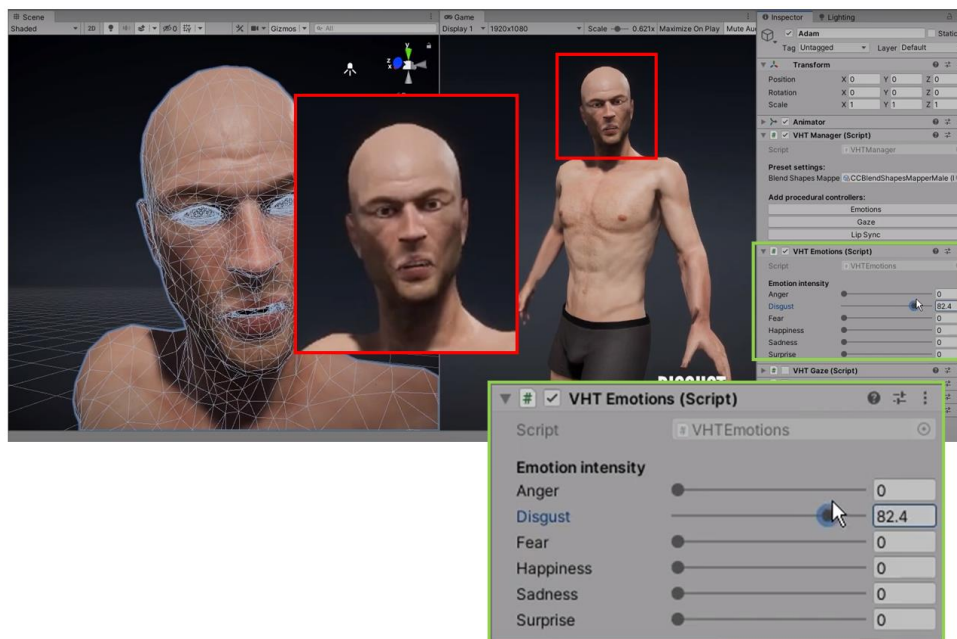 Scene
Shaded
2D
0
Gizmos
All
Game
Display 1
1920x1080
Scale
0.621x
Maximize On Play
Mute Au
Inspector
Lighting
Adam
Static
Tag Untagged
Layer Default
Transform
Position X 0 Y 0 Z 0
Rotation X 0 Y 0 Z 0
Scale X 1 Y 1 Z 1
Animator
# VHT Manager (Script)
Script VHTManager
Preset settings:
Blend Shapes Mappe CCBlendShapesMapperMale (
Add procedural controllers:
Emotions
Gaze
Lip Sync
# VHT Emotions (Script)
Script VHTEmotions
Emotion intensity
Anger 0
Disgust 82.4
Fear 0
Happiness 0
Sadness 0
Surprise 0
# VHT Gaze (Script)
DISGUST
# VHT Emotions (Script)
Script # VHTEmotions
Emotion intensity
Anger 0
Disgust 82.4
Fear 0
Happiness 0
Sadness 0
Surprise 0